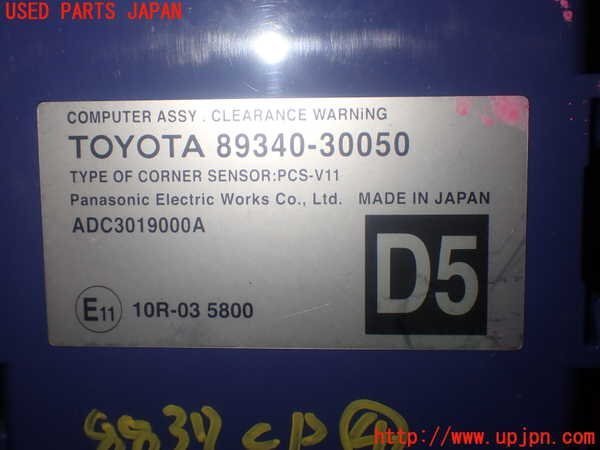 USED PARTS JAPAN
COMPUTER ASSY . CLEARANCE WARNiNG
TOYOTA 89340-30050
TYPE OF CORNER SENSOR:PCS-V11
Panasonic Electric Works Co., Ltd. MADE IN JAPAN
ADC3019000A
D5
E11 10R-03 5800
http://www.upjpn.com/